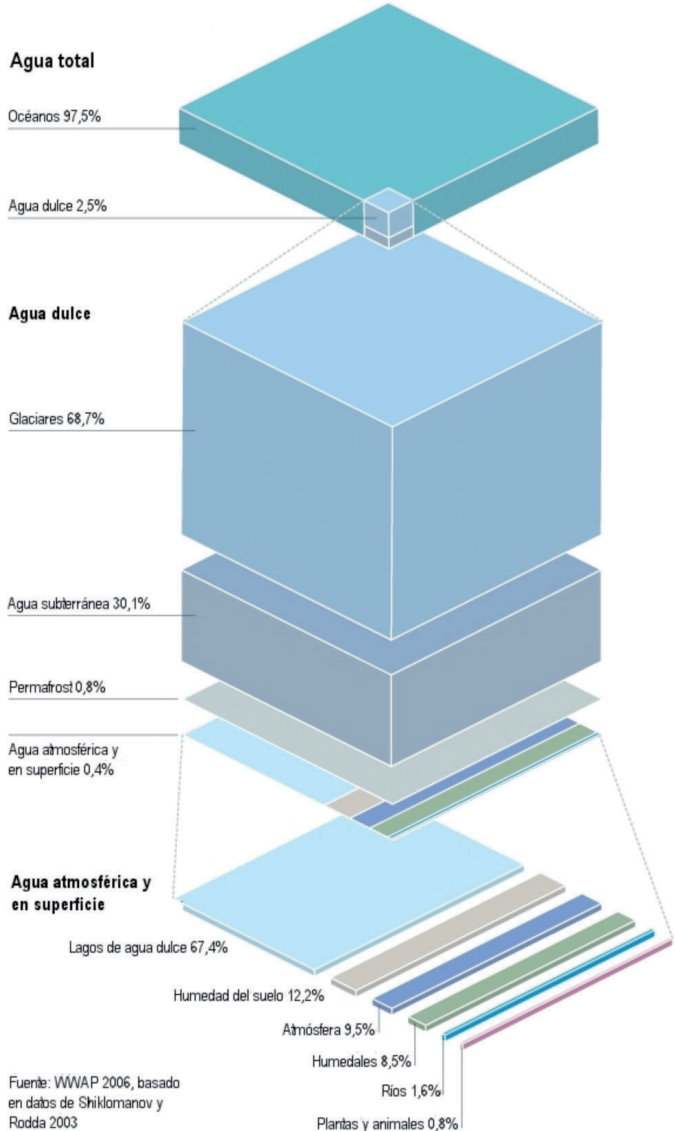 Agua total
Océanos 97,5%
Agua dulce 2,5%
Agua dulce
Glaciares 68,7%
Agua subterránea 30,1%
Permafrost 0,8%
Agua atmosférica y
en superficie 0,4%
Agua atmosférica y
en superficie
Lagos de agua dulce 67,4%
Humedad del suelo 12,2%
Atmósfera 9,5%
Humedales 8,5%
Ríos 1,6%
Plantas y animales 0,8%
Fuente: WWAP 2006, basado
en datos de Shiklomanov y
Rodda 2003